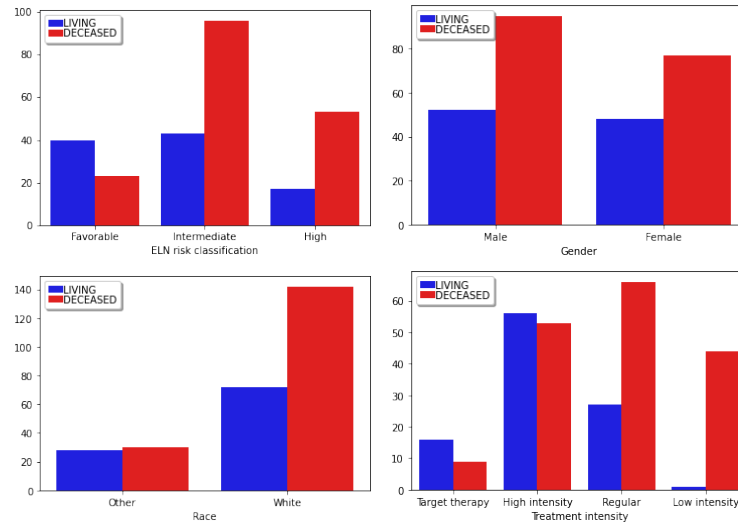 100
80
60
40
20
0
LIVING
DECEASED
Favorable Intermediate High
ELN risk classification
80
60
40
20
0
LIVING
DECEASED
Male Female
Gender
140
120
100
80
60
40
20
0
LIVING
DECEASED
Other White
Race
60
50
40
30
20
10
0
LIVING
DECEASED
Target therapy High intensity Regular Low intensity
Treatment intensity